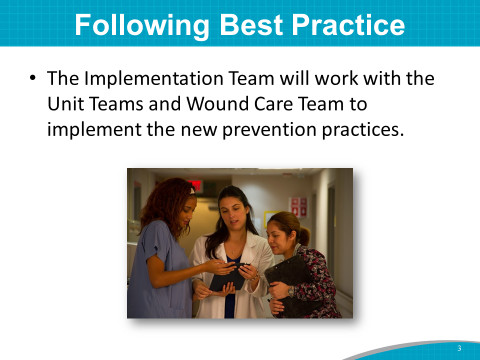 Following Best Practice
• The Implementation Team will work with the
Unit Teams and Wound Care Team to
implement the new prevention practices.
3